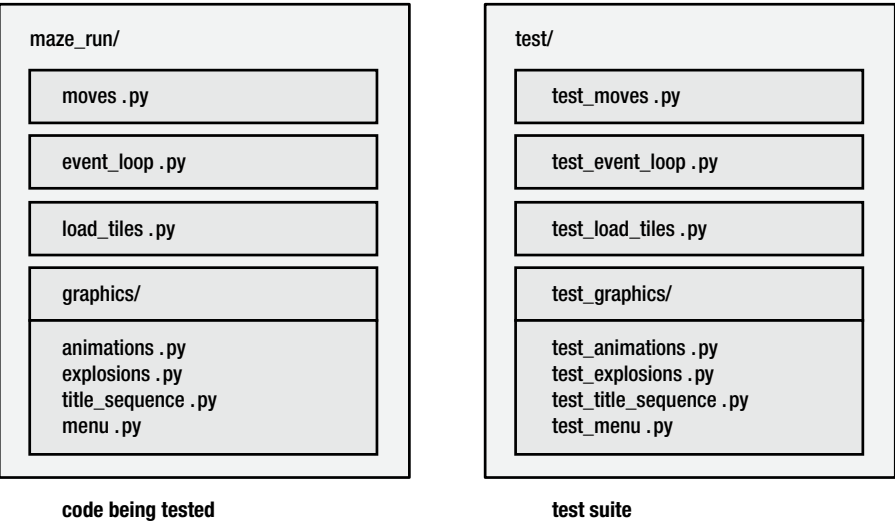 maze_run/
moves .py
event_loop .py
load_tiles .py
graphics/
animations .py
explosions .py
title_sequence .py
menu .py
code being tested
test/
test_moves .py
test_event_loop .py
test_load_tiles .py
test_graphics/
test_animations .py
test_explosions .py
test_title_sequence .py
test_menu .py
test suite